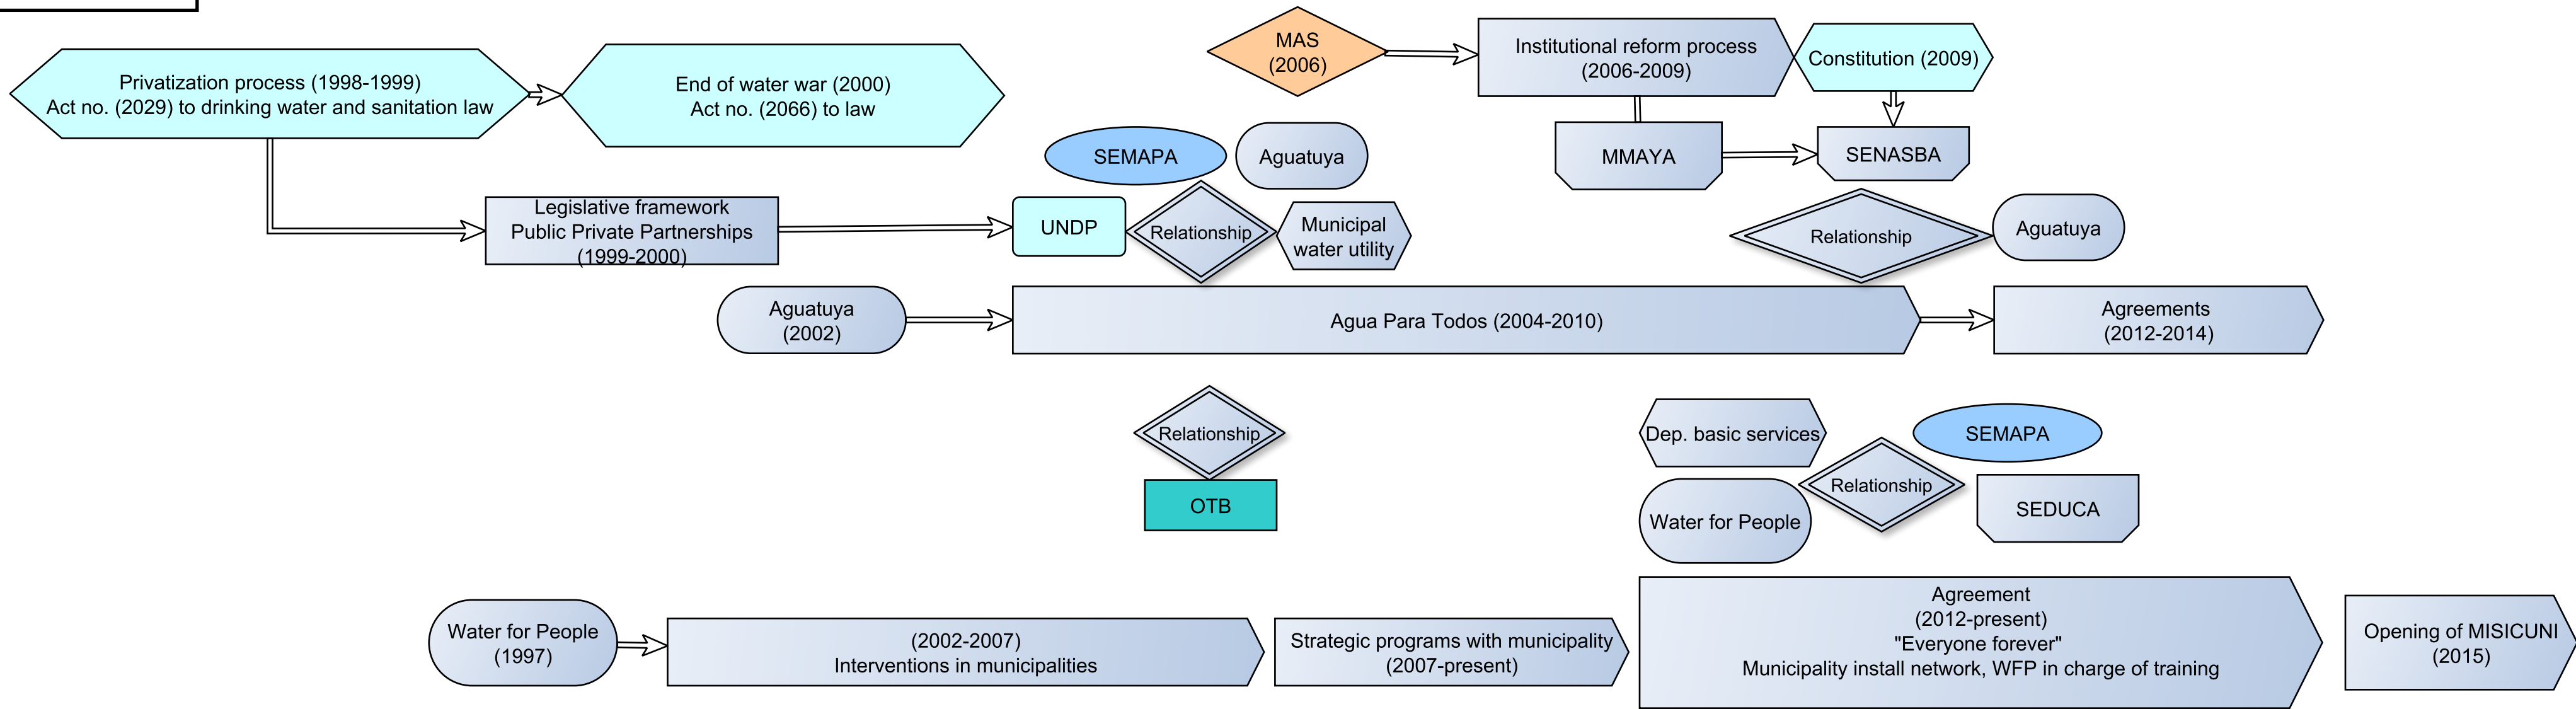 Privatization process (1998-1999)
Act no. (2029) to drinking water and sanitation law
End of water war (2000)
Act no. (2066) to law
MAS
(2006)
Institutional reform process
(2006-2009)
Constitution (2009)
SEMAPA
Aguatuya
MMAYA
SENASBA
Legislative framework
Public Private Partnerships
(1999-2000)
UNDP
Relationship
Municipal
water utility
Relationship
Aguatuya
Aguatuya
(2002)
Agua Para Todos (2004-2010)
Agreements
(2012-2014)
Relationship
OTB
Dep. basic services
SEMAPA
Relationship
Water for People
SEDUCA
Water for People
(1997)
(2002-2007)
Interventions in municipalities
Strategic programs with municipality
(2007-present)
Agreement
(2012-present)
"Everyone forever"
Municipality install network, WFP in charge of training
Opening of MISICUNI
(2015)